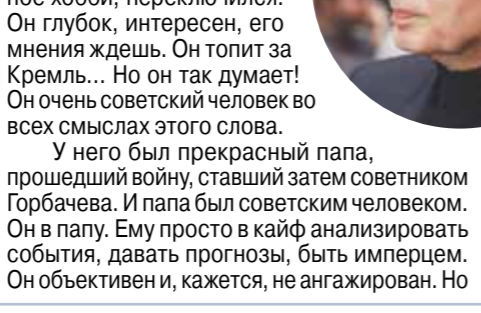 хобби, переключился.
Он глубок, интересен, его
мнения ждешь. Он топит за
Кремль... Но он так думает!
Он очень советский человек во
всех смыслах этого слова.
У него был прекрасный папа,
прошедший войну, ставший затем советником
Горбачева. И папа был советским человеком.
Он в папу. Ему просто в кайф анализировать
события, давать прогнозы, быть имперцем.
Он объективен и, кажется, не ангажирован. Но